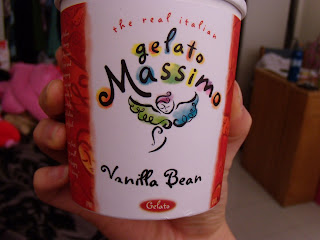 the real italian
gelato
Massimo
Vanilla Bean
Gelato